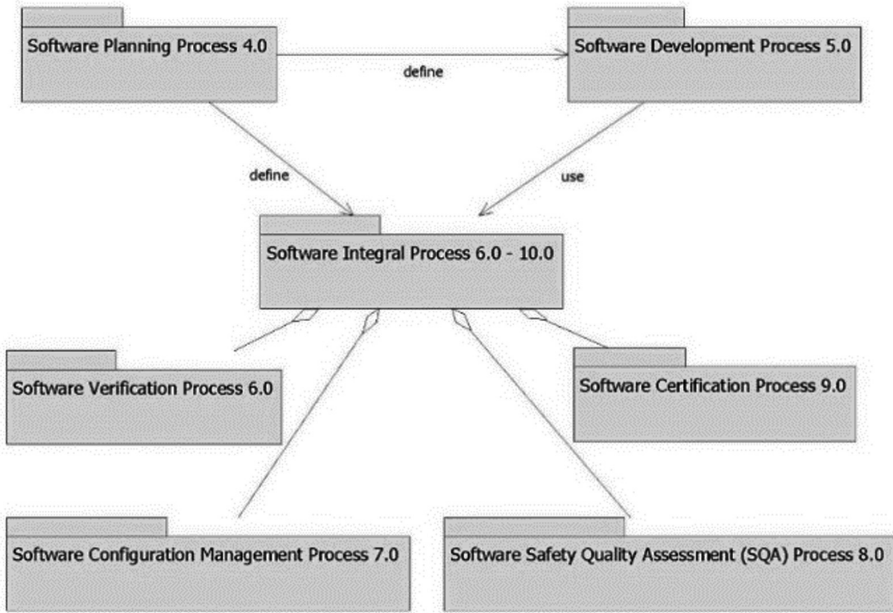 Software Planning Process 4.0
Software Development Process 5.0
define
define
use
Software Integral Process 6.0 - 10.0
Software Verification Process 6.0
Software Certification Process 9.0
Software Configuration Management Process 7.0
Software Safety Quality Assessment (SQA) Process 8.0